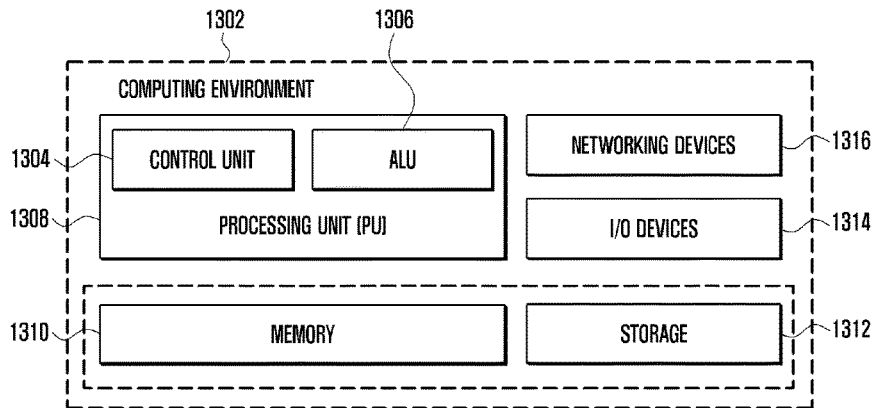 1302
1306
COMPUTING ENVIRONMENT
1304
CONTROL UNIT
ALU
NETWORKING DEVICES
1316
1308
PROCESSING UNIT (PU)
I/O DEVICES
1314
1310
MEMORY
STORAGE
1312